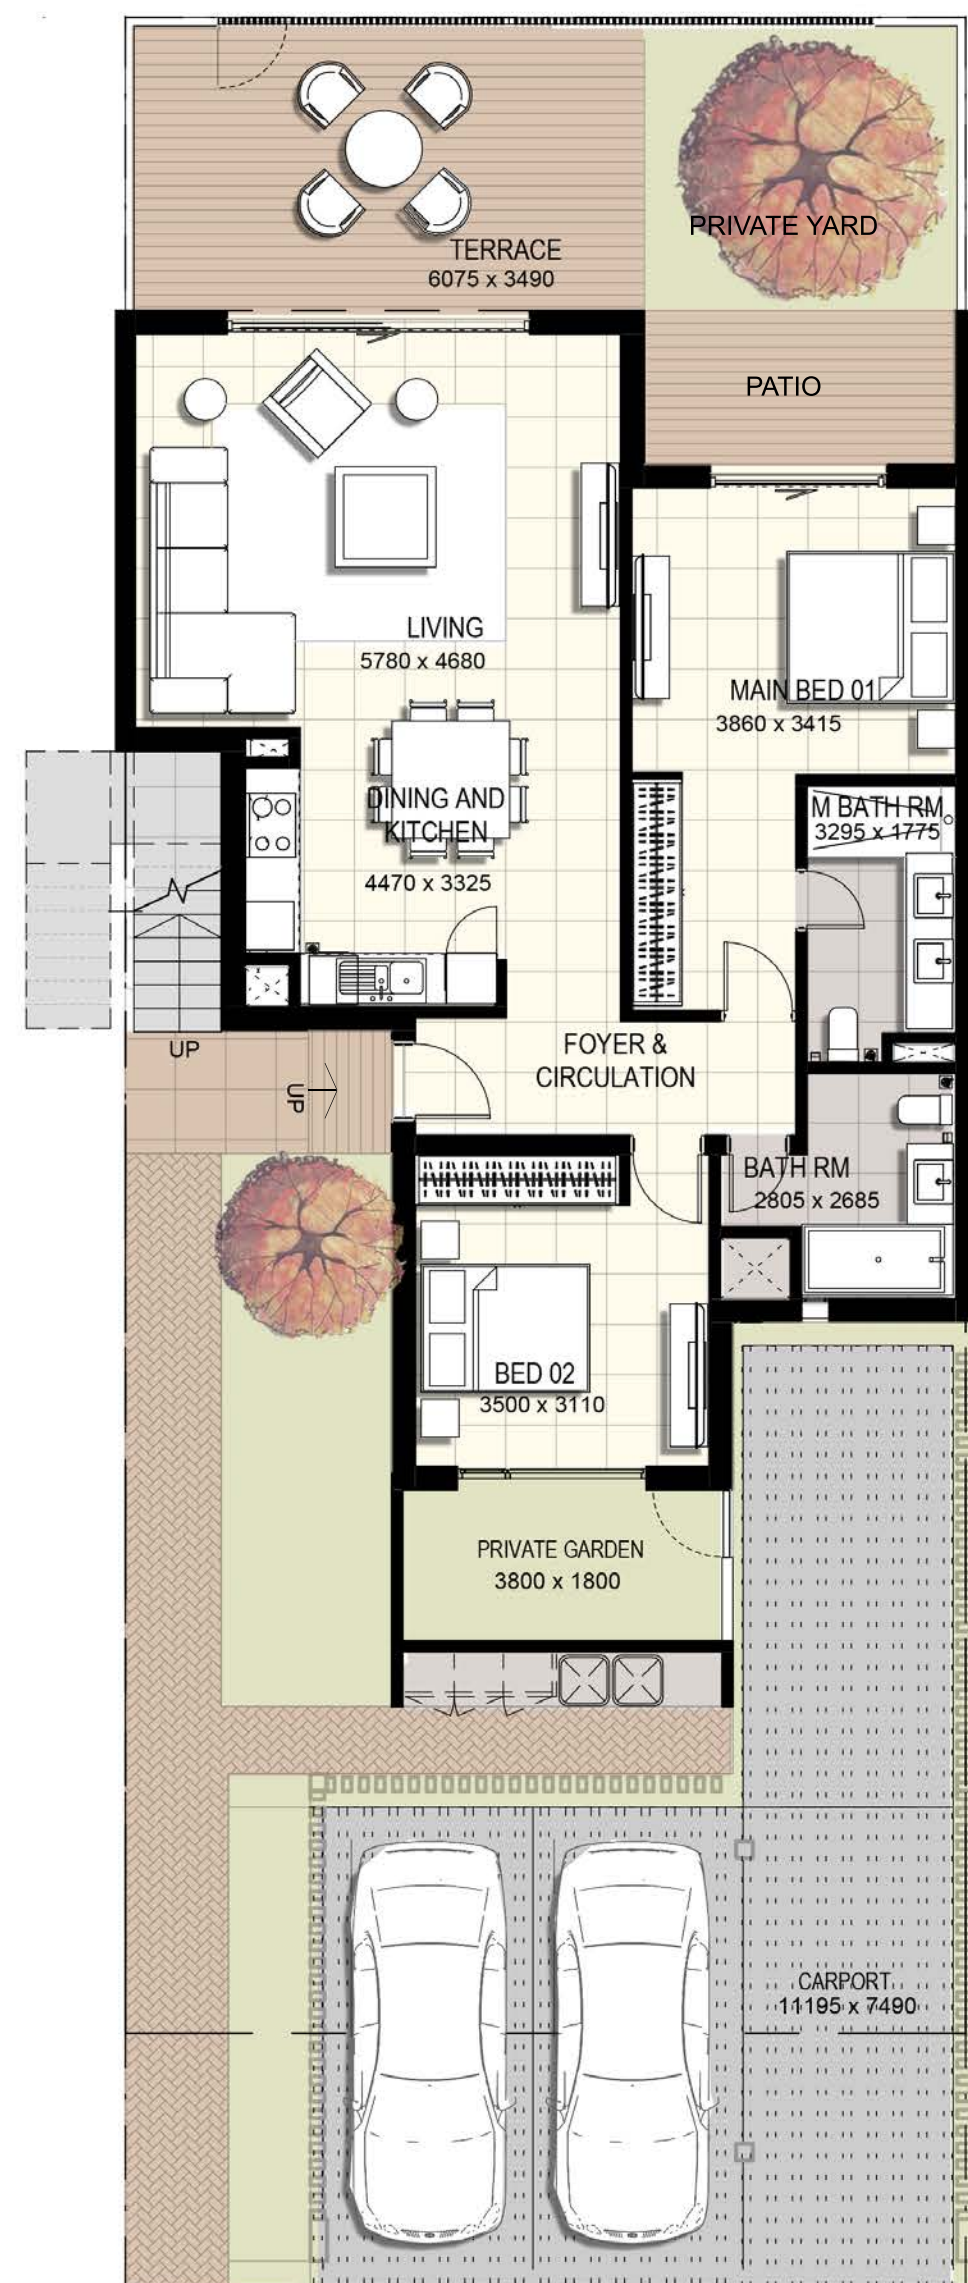 PRIVATE YARD
TERRACE
6075 x 3490
PATIO
LIVING
5780 x 4680
MAIN BED 01
3860 x 3415
DINING AND
KITCHEN
4470 x 3325
M BATH RM
3295 x 1775
UP
UP
FOYER &
CIRCULATION
BATH RM
2805 x 2685
BED 02
3500 x 3110
PRIVATE GARDEN
3800 x 1800
CARPORT
11195 x 7490